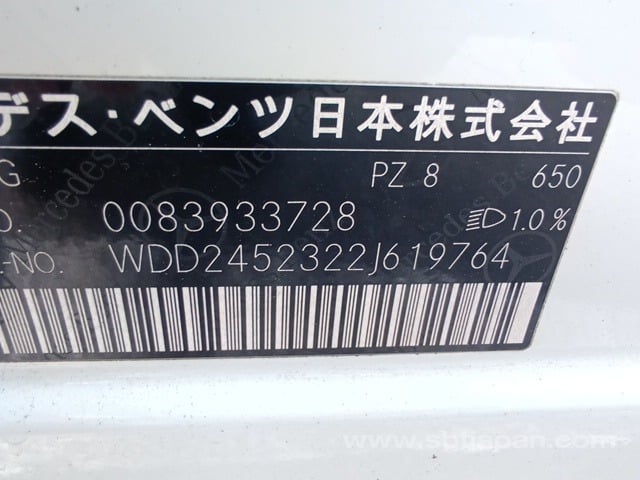 デス・ベンツ日本株式会社
G PZ 8 650
O. 0083933728 1.0%
-NO. WDD2452322J619764
www.sbtjapan.com